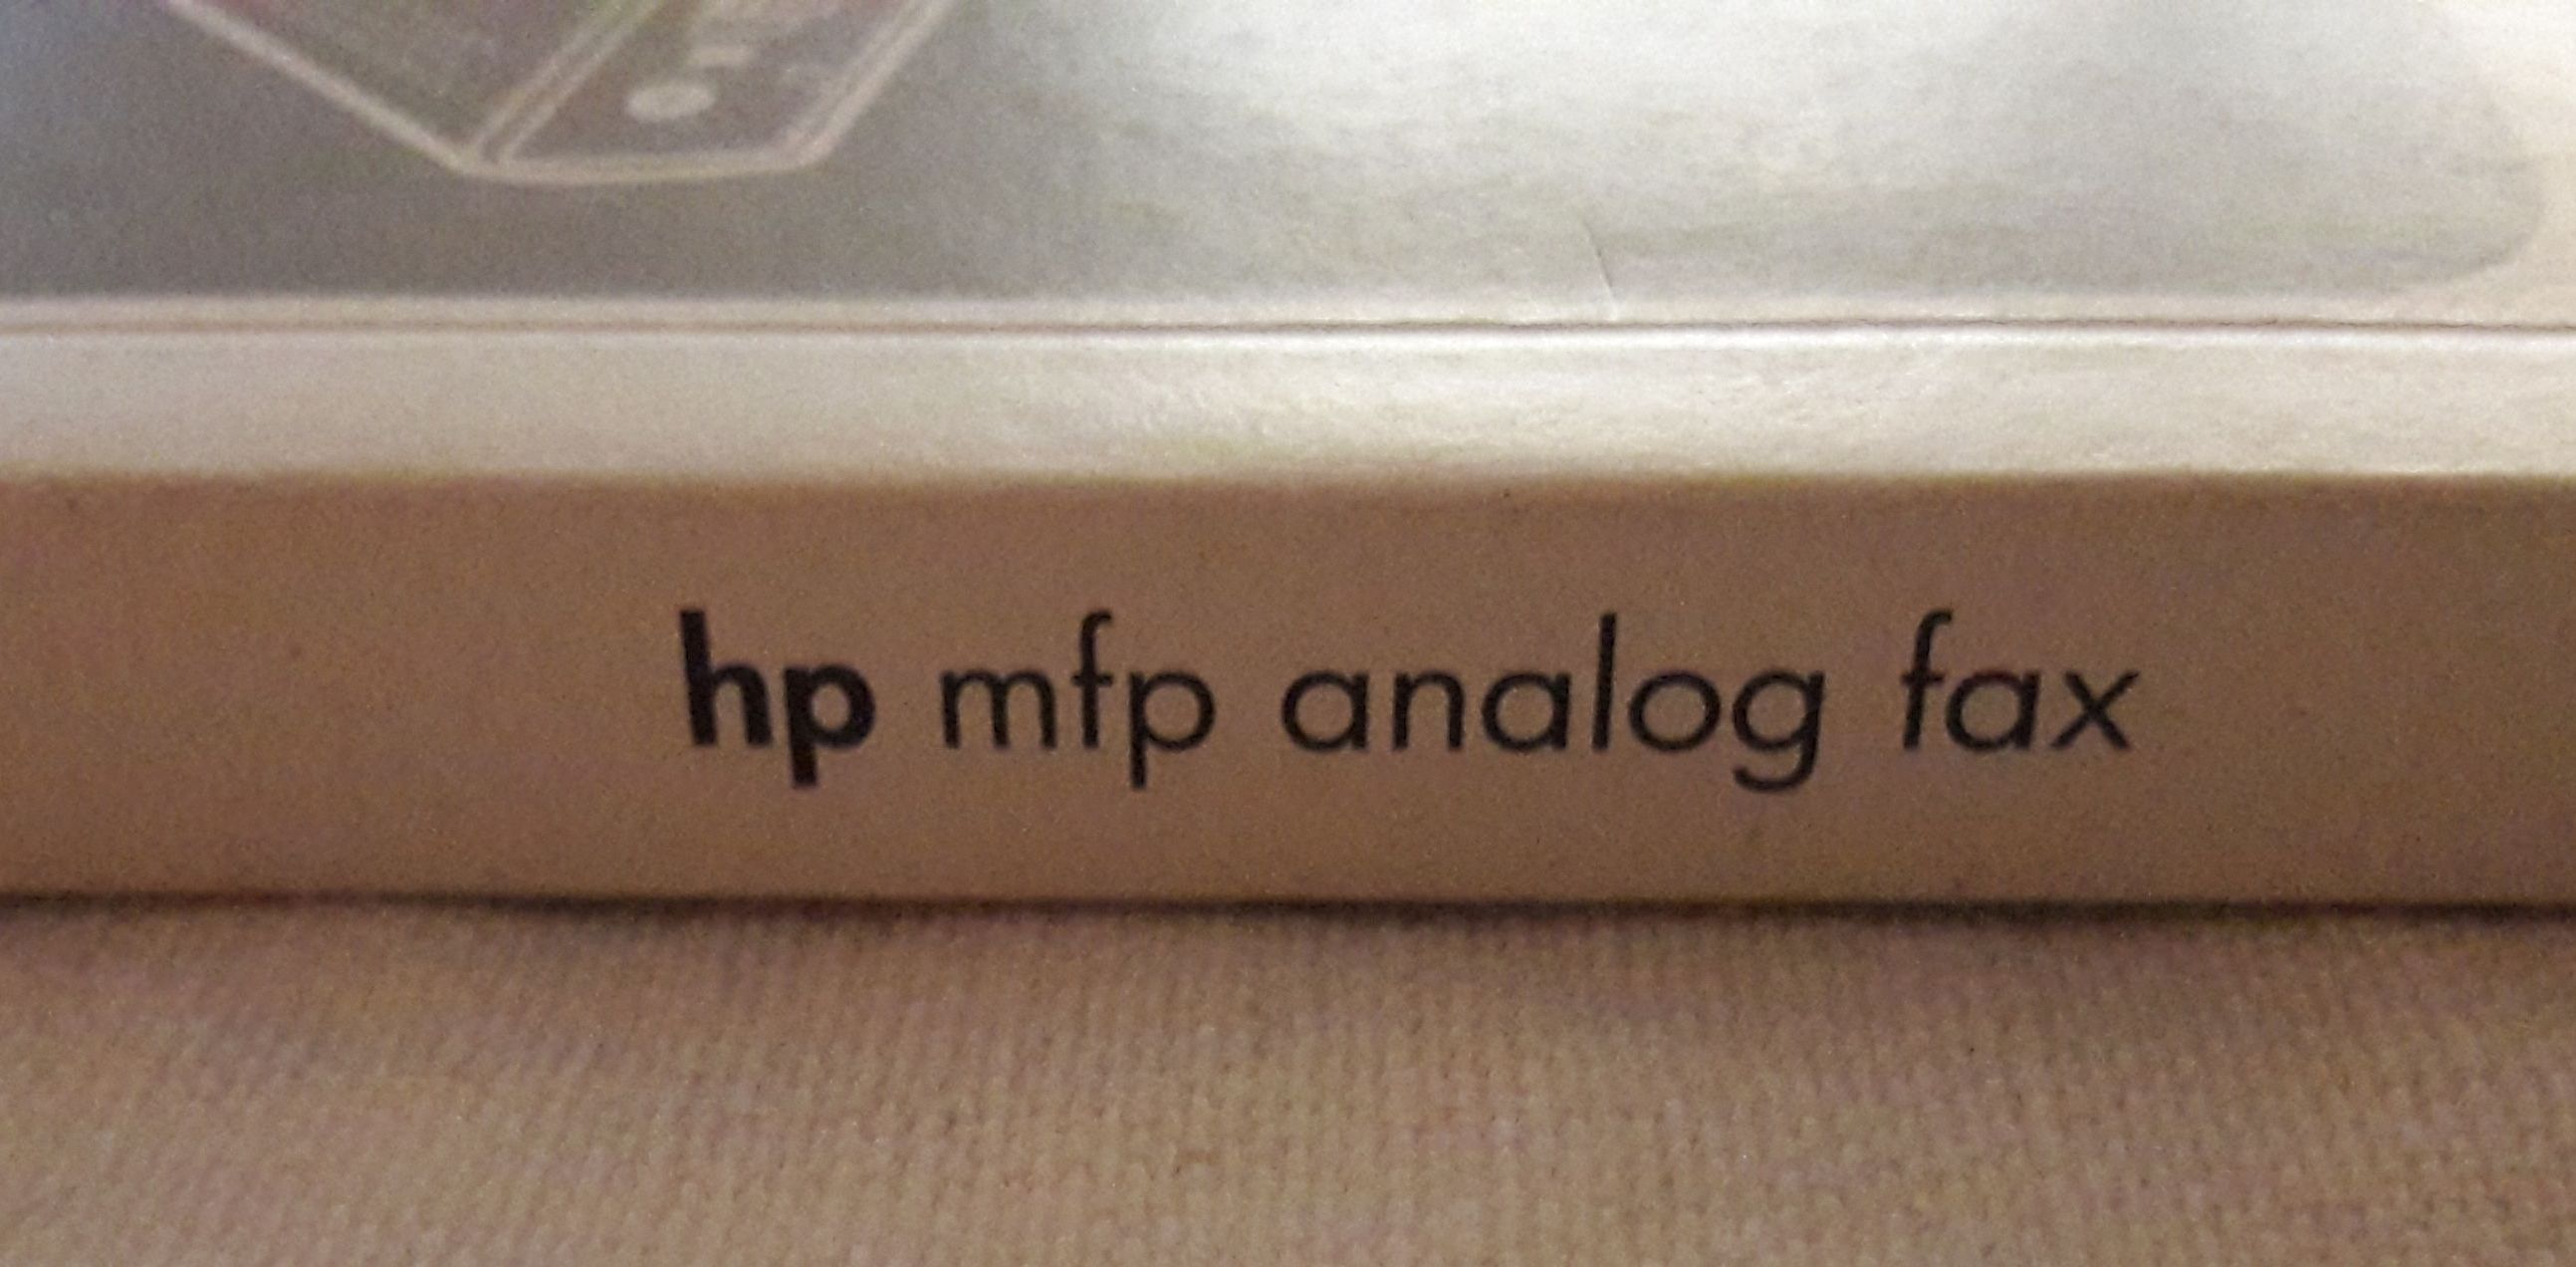 hp mfp analog fax